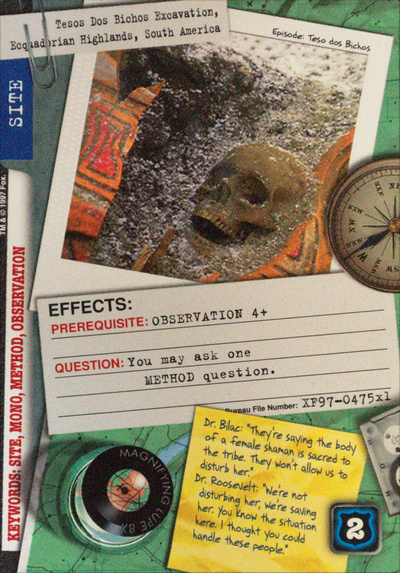 Tesos Dos Bichos Excavation,
Ecquadorian Highlands, South America
Episode: Teso dos Bichos
SITE
TM & © 1997 Fox.
KEYWORDS: SITE, MONO, METHOD, OBSERVATION
EFFECTS:
PREREQUISITE: OBSERVATION 4+
QUESTION: You may ask one
METHOD question.
Bureau File Number: XF97-0475x1
Dr. Bilac: "They're saying the body
of a female shaman is sacred to
the tribe. They won't allow us to
disturb her."
Dr. Roosevelt: "We're not
disturbing her, we're saving
her. You know the situation
here. I thought you could
handle these people."
MAGNIFYING LUPE 8X
2